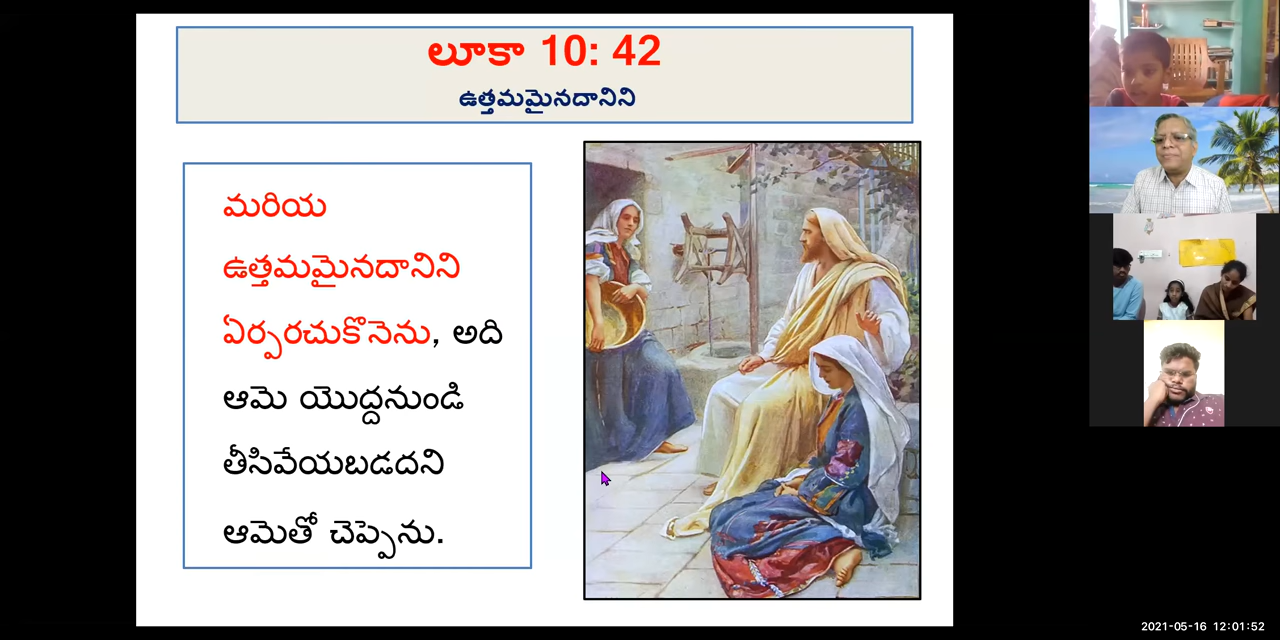 లూకా 10: 42
ఉత్తమమైనదానిని
మరియ
ఉత్తమమైనదానిని
ఏర్పరచుకొనెను, అది
ఆమె యొద్దనుండి
తీసివేయబడదని
ఆమెతో చెప్పెను.
2021-05-16 12:01:52